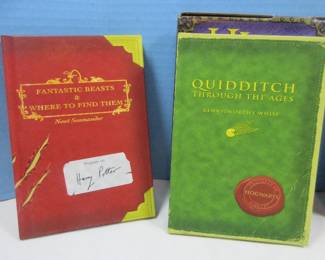 FANTASTIC BEASTS
&
WHERE TO FIND THEM
Newt Scamander
Harry Potter
QUIDDITCH
THROUGH THE AGES
KENNILWORTHY WHISP
HOGWARTS